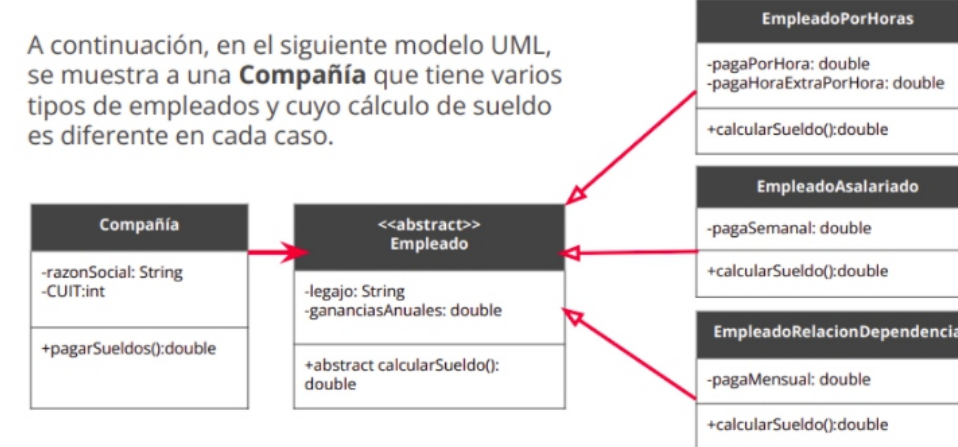 A continuación, en el siguiente modelo UML,
se muestra a una Compañía que tiene varios
tipos de empleados y cuyo cálculo de sueldo
es diferente en cada caso.
Compañía
-razonSocial: String
-CUIT:int
+pagarSueldos():double
<<abstract>>
Empleado
-legajo: String
-gananciasAnuales: double
+abstract calcularSueldo():
double
EmpleadoPorHoras
-pagaPorHora: double
-pagaHoraExtraPorHora: double
+calcularSueldo():double
EmpleadoAsalariado
-pagaSemanal: double
+calcularSueldo():double
EmpleadoRelacionDependencia
-pagaMensual: double
+calcularSueldo():double